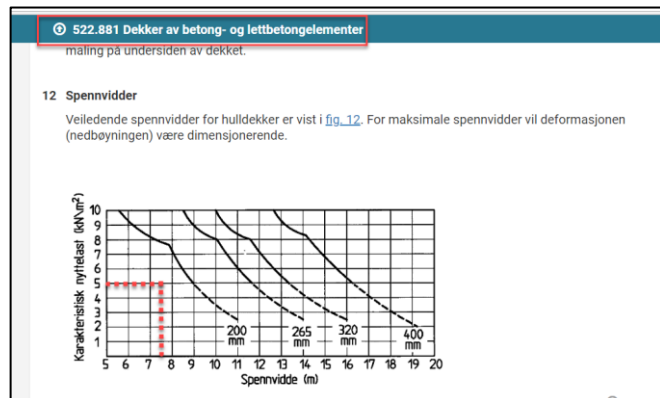 522.881 Dekker av betong- og lettbetongelementer
maling på undersiden av dekket.
12 Spennvidder
Veiledende spennvidder for hulldekker er vist i fig. 12. For maksimale spennvidder vil deformasjonen
(nedbøyningen) være dimensjonerende.
Karakteristisk nyttelast (kN/m²)
10
9
8
7
6
5
4
3
2
1
200 mm
265 mm
320 mm
400 mm
5 6 7 8 9 10 11 12 13 14 15 16 17 18 19 20
Spennvidde (m)